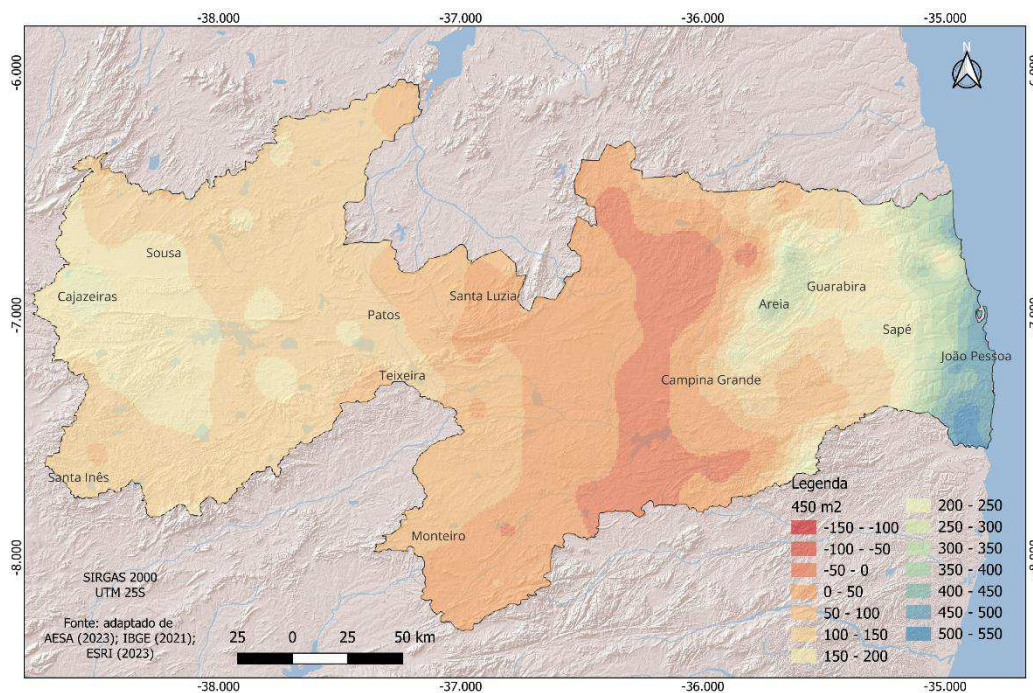 -38.000 -37.000 -36.000 -35.000
N
-6.000 -6.000
-7.000 -7.000
-8.000 -8.000
Sousa
Cajazeiras
Santa Luzia
Guarabira
Areia
Patos
Sapé
João Pessoa
Teixeira
Campina Grande
Santa Inês
Monteiro
SIRGAS 2000
UTM 25S
Fonte: adaptado de
AESA (2023); IBGE (2021);
ESRI (2023)
25 0 25 50 km
Legenda
450 m2
-150 - -100
-100 - -50
-50 - 0
0 - 50
50 - 100
100 - 150
150 - 200
200 - 250
250 - 300
300 - 350
350 - 400
400 - 450
450 - 500
500 - 550
-38.000 -37.000 -36.000 -35.000